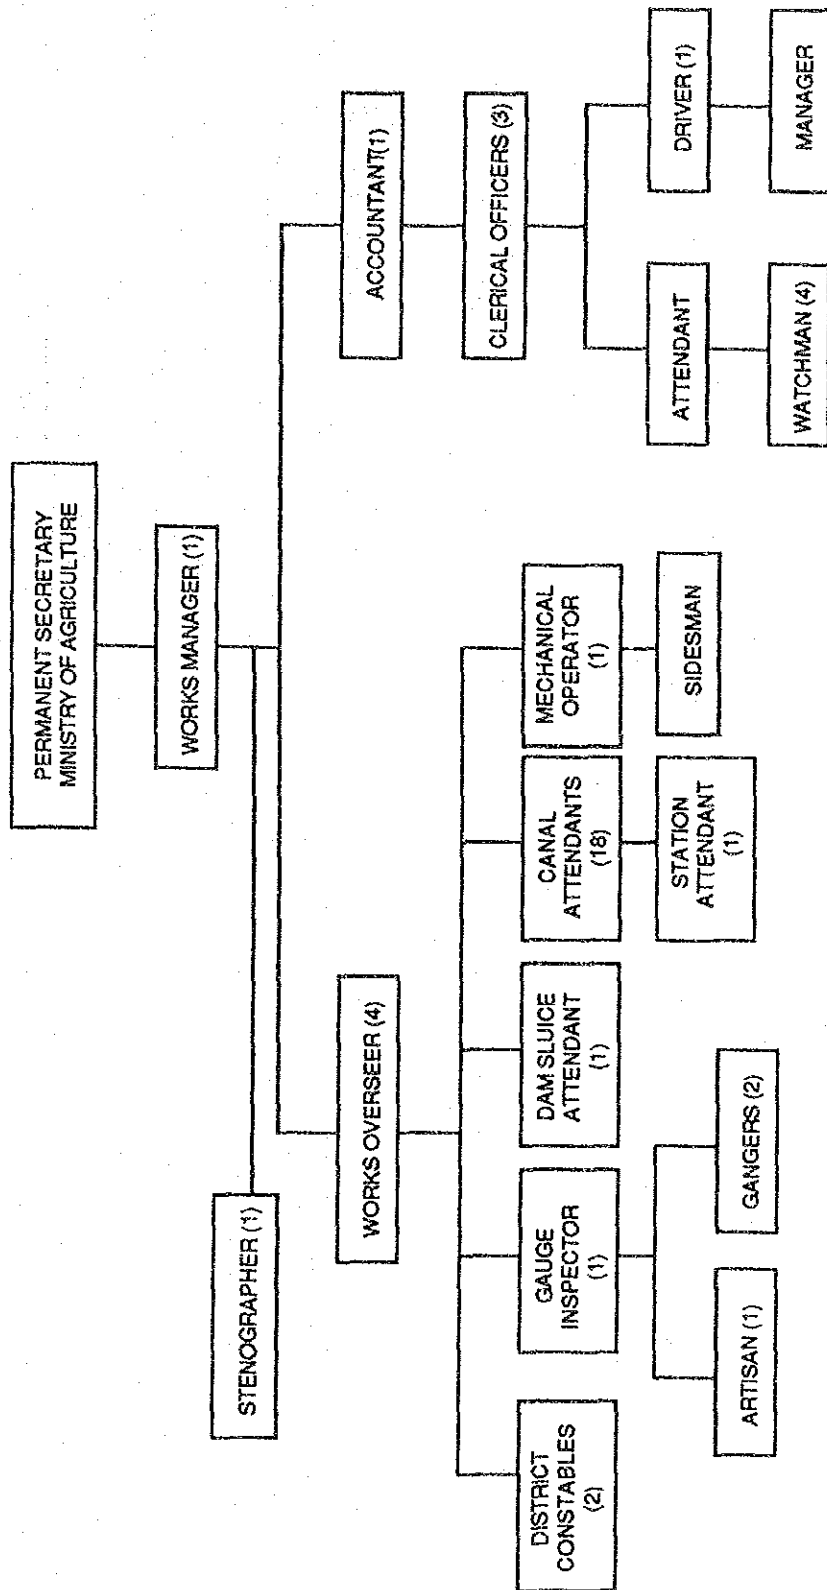 PERMANENT SECRETARY
MINISTRY OF AGRICULTURE
WORKS MANAGER (1)
STENOGRAPHER (1)
WORKS OVERSEER (4)
ACCOUNTANT(1)
CLERICAL OFFICERS (3)
DISTRICT
CONSTABLES
(2)
GAUGE
INSPECTOR
(1)
DAM SLUICE
ATTENDANT
(1)
CANAL
ATTENDANTS
(18)
MECHANICAL
OPERATOR
(1)
ATTENDANT
DRIVER (1)
ARTISAN (1)
GANGERS (2)
STATION
ATTENDANT
(1)
SIDESMAN
WATCHMAN (4)
MANAGER